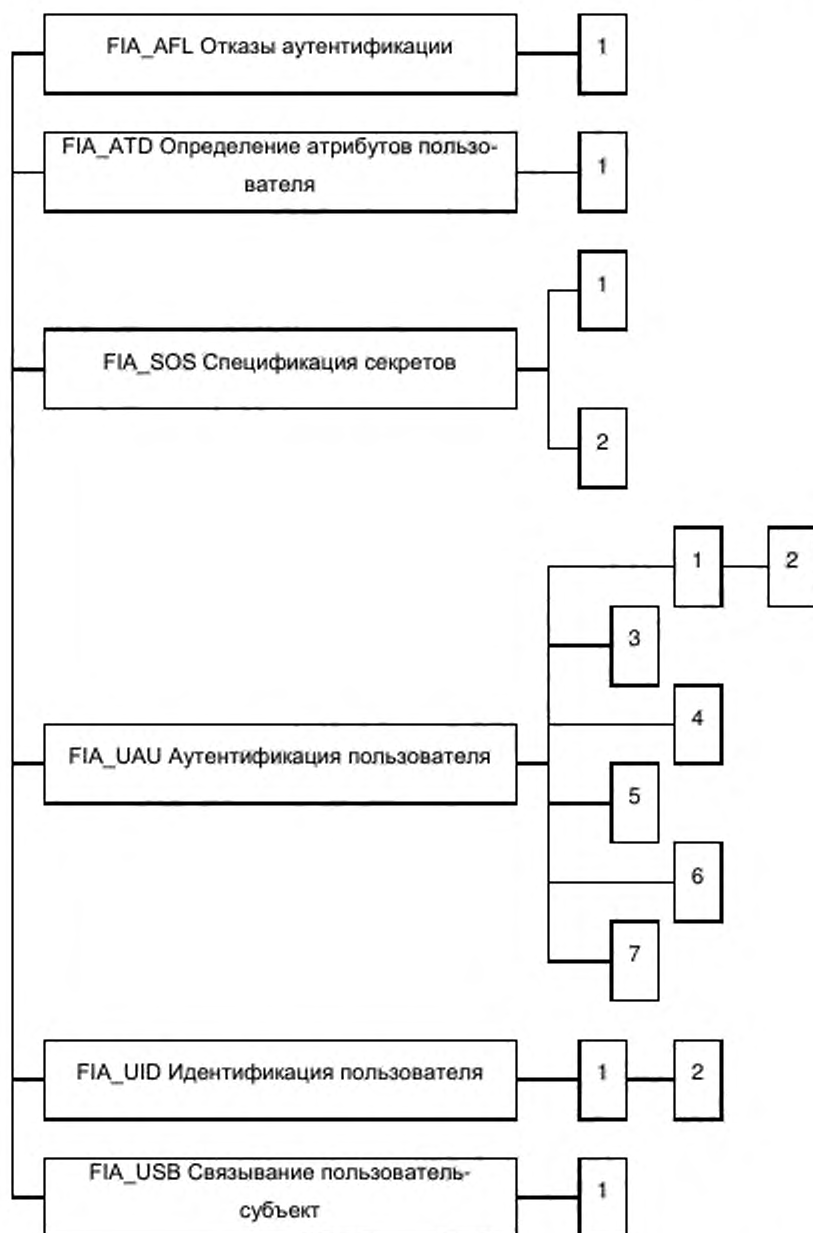 FIA_AFL Отказы аутентификации
1
FIA_ATD Определение атрибутов пользо-
вателя
1
1
FIA_SOS Спецификация секретов
2
1
2
3
4
FIA_UAU Аутентификация пользователя
5
6
7
FIA_UID Идентификация пользователя
1
2
FIA_USB Связывание пользователь-
субъект
1